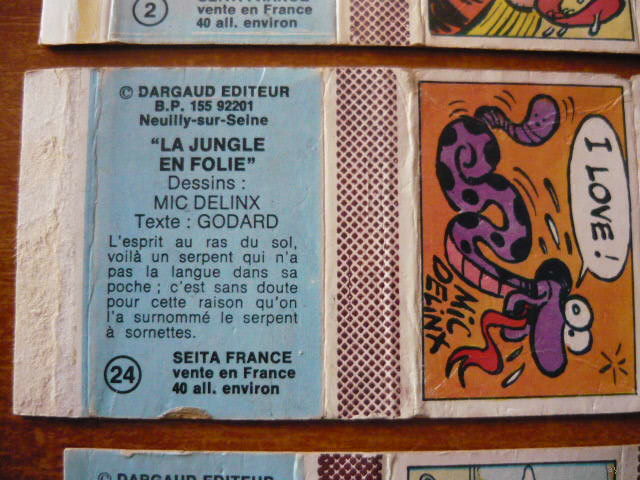 2
SEITA FRANCE
vente en France
40 all. environ
© DARGAUD EDITEUR
B.P. 155 92201
Neuilly-sur-Seine
"LA JUNGLE
EN FOLIE"
Dessins :
MIC DELINX
Texte : GODARD
L'esprit au ras du sol,
voilà un serpent qui n'a
pas la langue dans sa
poche ; c'est sans doute
pour cette raison qu'on
l'a surnommé le serpent
à sornettes.
24
SEITA FRANCE
vente en France
40 all. environ
I LOVE!
MIC
DELINX
© DARGAUD EDITEUR